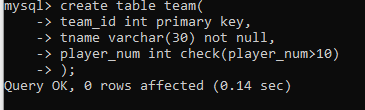 mysql> create table team(
    -> team_id int primary key,
    -> tname varchar(30) not null,
    -> player_num int check(player_num>10)
    -> );
Query OK, 0 rows affected (0.14 sec)